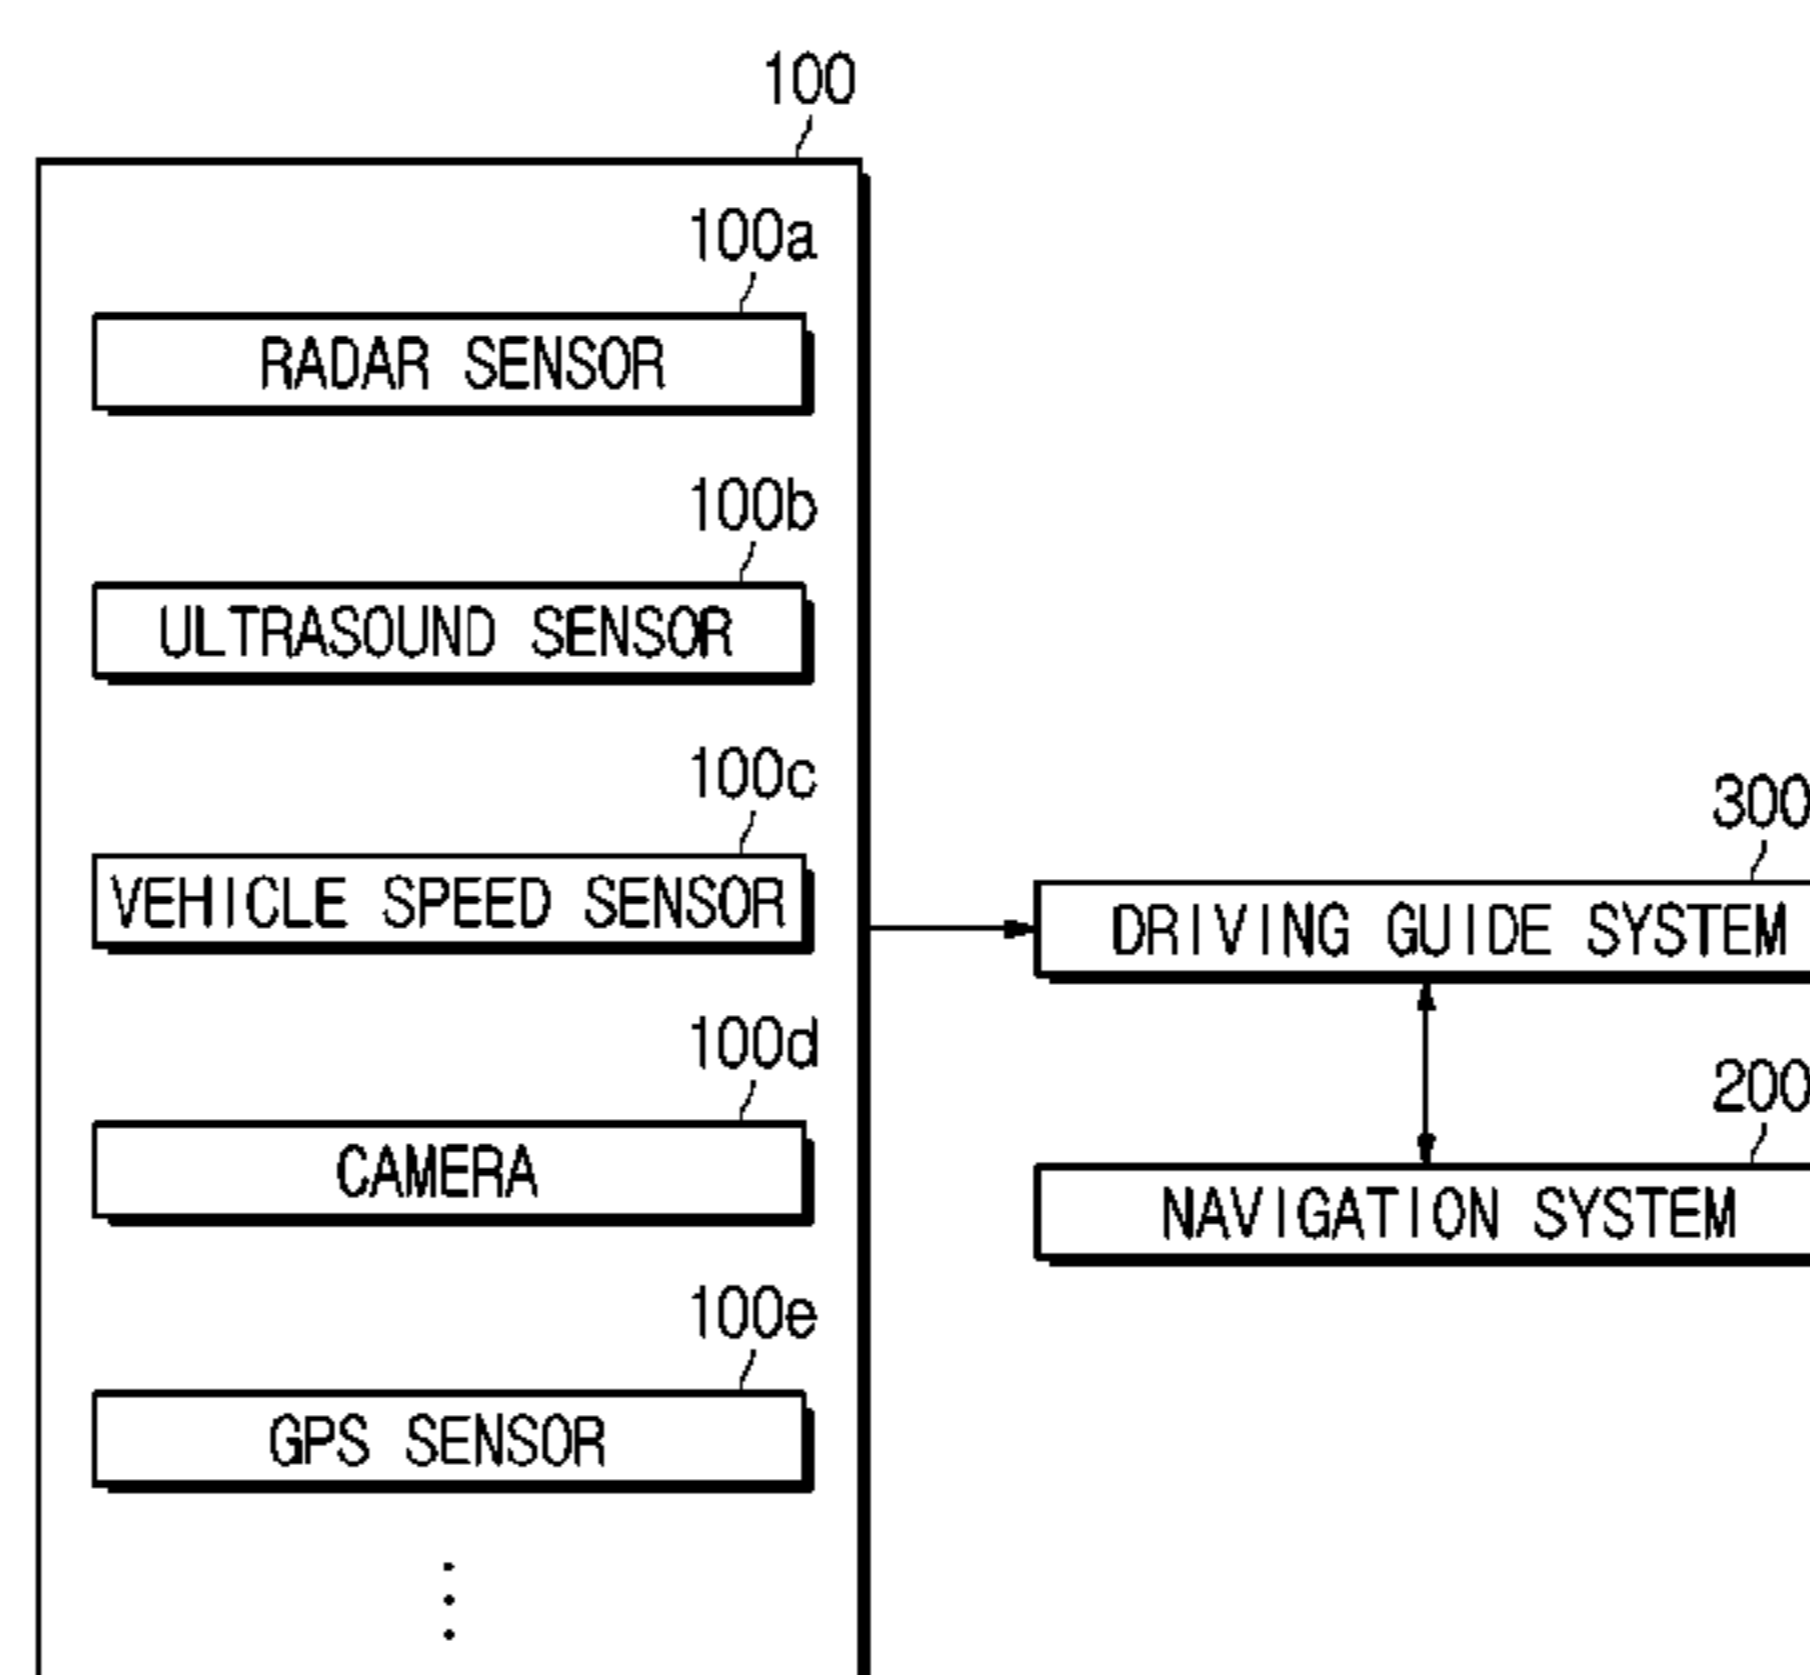 100
100a
RADAR SENSOR
100b
ULTRASOUND SENSOR
100c
VEHICLE SPEED SENSOR
100d
CAMERA
100e
GPS SENSOR
300
DRIVING GUIDE SYSTEM
200
NAVIGATION SYSTEM